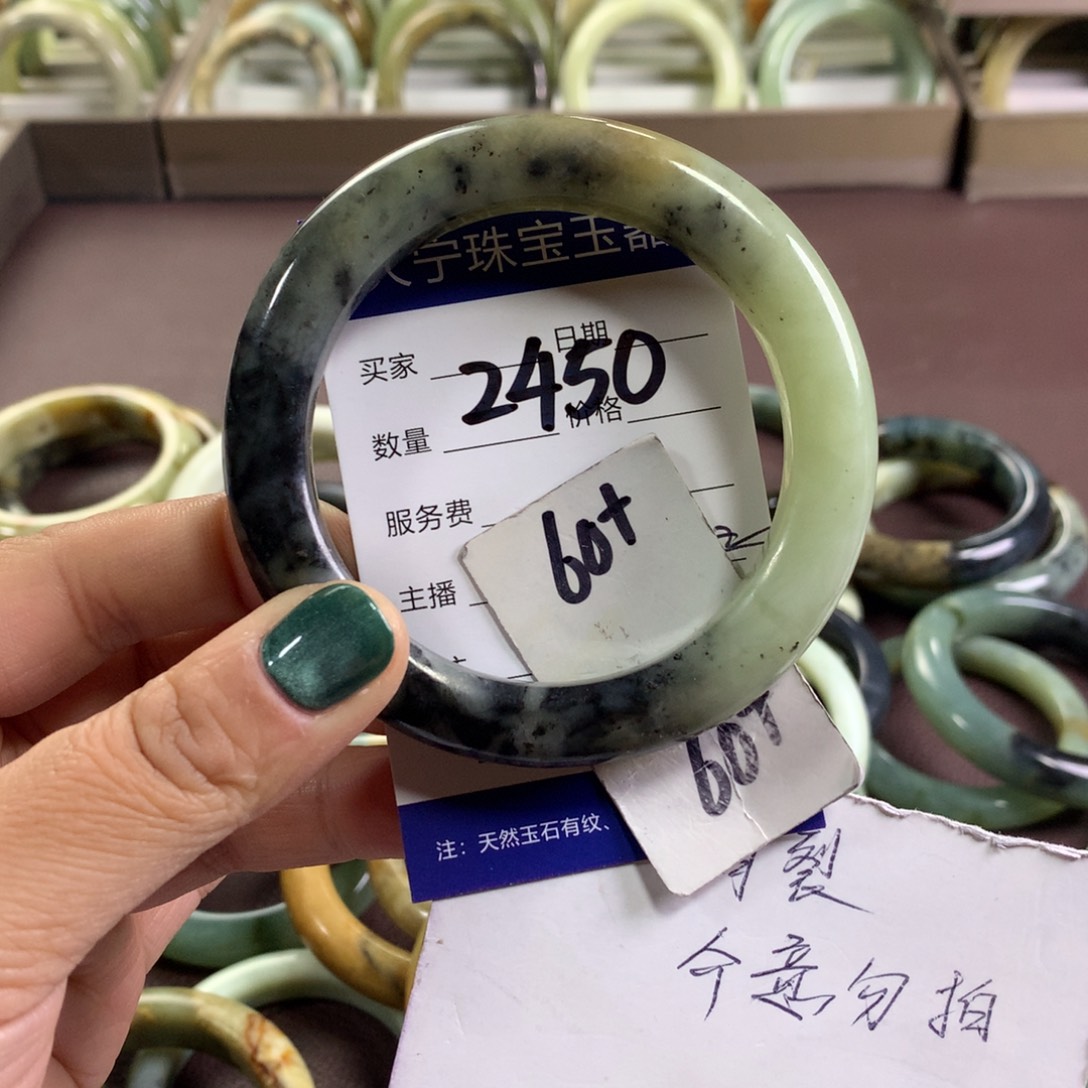 宁珠宝玉器
日期
买家
2450
价格
数量
服务费
60+
主播
60+
注：天然玉石有纹、
裂
介意勿拍